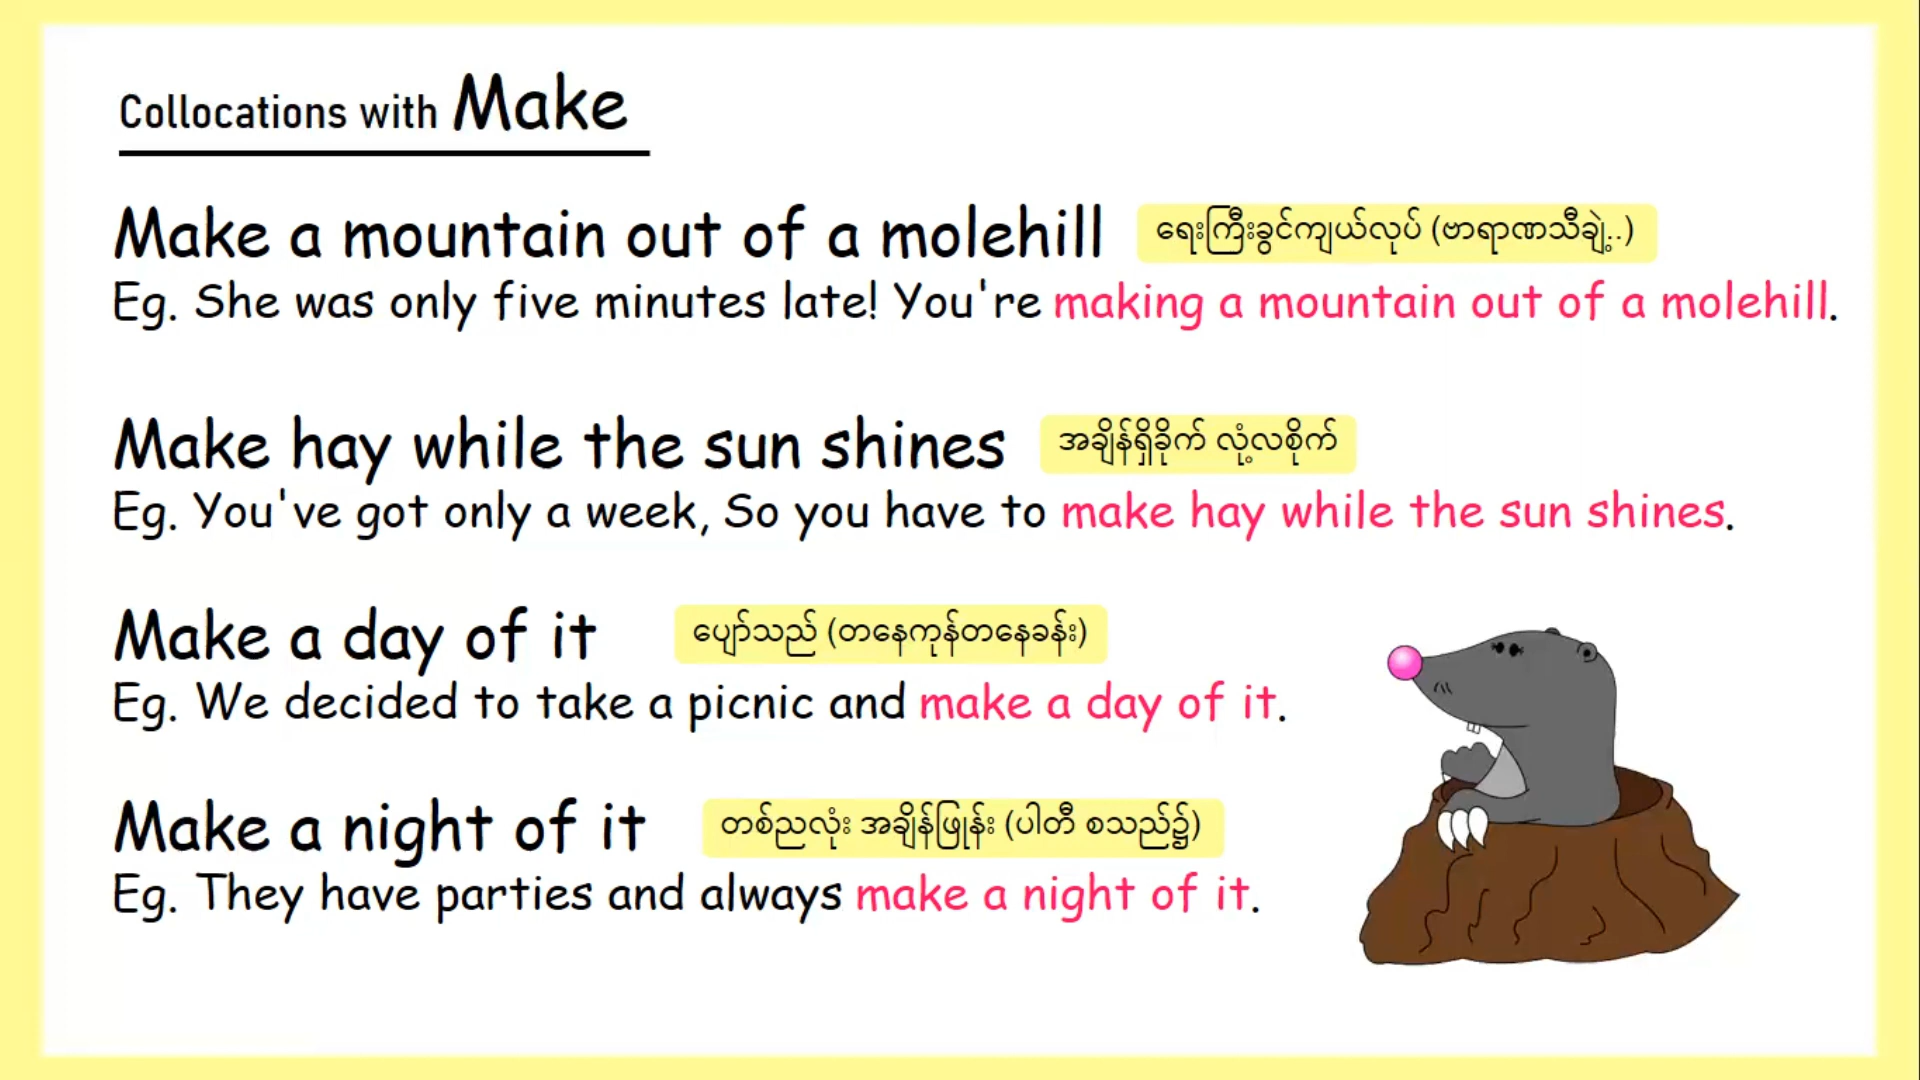 Collocations with Make
Make a mountain out of a molehill ရေးကြီးခွင်ကျယ်လုပ် (ဗာရာဏသီချဲ့..)
Eg. She was only five minutes late! You're making a mountain out of a molehill.
Make hay while the sun shines အချိန်ရှိခိုက် လုံ့လစိုက်
Eg. You've got only a week, So you have to make hay while the sun shines.
Make a day of it ပျော်သည် (တနေကုန်တနေခန်း)
Eg. We decided to take a picnic and make a day of it.
Make a night of it တစ်ညလုံး အချိန်ဖြုန်း (ပါတီ စသည်၌)
Eg. They have parties and always make a night of it.